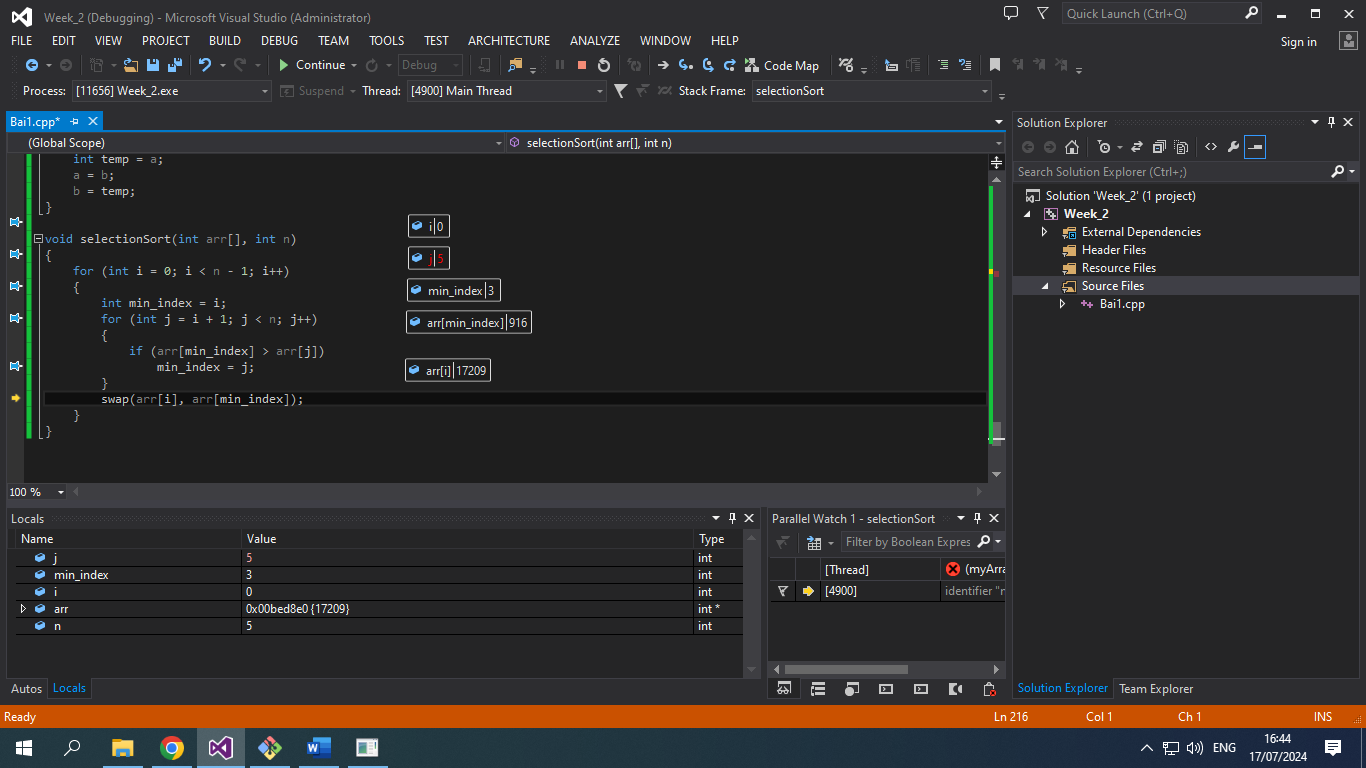 Week_2 (Debugging) - Microsoft Visual Studio (Administrator)
Quick Launch (Ctrl+Q)
FILE EDIT VIEW PROJECT BUILD DEBUG TEAM TOOLS TEST ARCHITECTURE ANALYZE WINDOW HELP
Sign in
Continue Debug Code Map
Process: [11656] Week_2.exe Suspend Thread: [4900] Main Thread Stack Frame: selectionSort
Bai1.cpp*
(Global Scope) selectionSort(int arr[], int n)
int temp = a;
a = b;
b = temp;
}
void selectionSort(int arr[], int n)
{
for (int i = 0; i < n - 1; i++)
{
int min_index = i;
for (int j = i + 1; j < n; j++)
{
if (arr[min_index] > arr[j])
min_index = j;
}
swap(arr[i], arr[min_index]);
}
}
i 0
j 5
min_index 3
arr[min_index] 916
arr[i] 17209
100 %
Solution Explorer
Search Solution Explorer (Ctrl+;)
Solution 'Week_2' (1 project)
Week_2
External Dependencies
Header Files
Resource Files
Source Files
Bai1.cpp
Solution Explorer Team Explorer
Locals
Name Value Type
j 5 int
min_index 3 int
i 0 int
arr 0x00bed8e0 {17209} int *
n 5 int
Autos Locals
Parallel Watch 1 - selectionSort
Filter by Boolean Expres
[Thread] (myArra
[4900] identifier "n
Ready Ln 216 Col 1 Ch 1 INS
ENG
16:44
17/07/2024